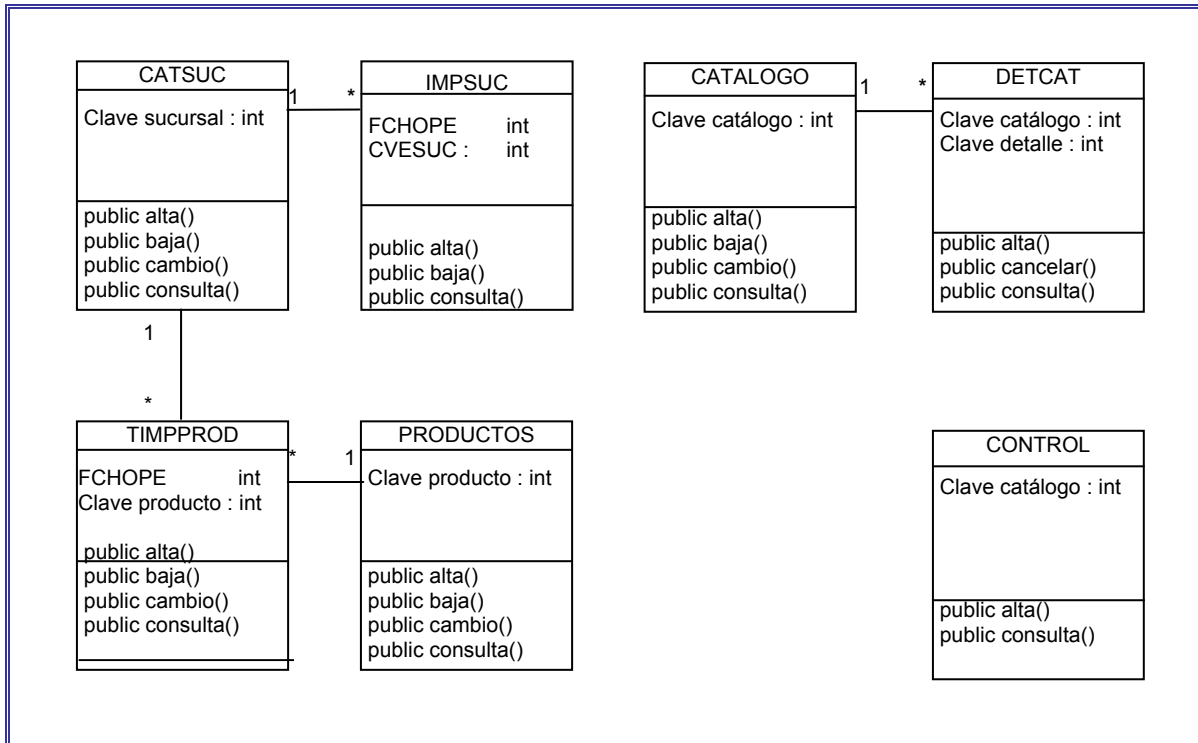 CATSUC
Clave sucursal : int
public alta()
public baja()
public cambio()
public consulta()
1
*
IMPSUC
FCHOPE int
CVESUC : int
public alta()
public baja()
public consulta()
CATALOGO
Clave catálogo : int
public alta()
public baja()
public cambio()
public consulta()
1
*
DETCAT
Clave catálogo : int
Clave detalle : int
public alta()
public cancelar()
public consulta()
1
*
TIMPPROD
FCHOPE int
Clave producto : int
public alta()
public baja()
public cambio()
public consulta()
*
1
PRODUCTOS
Clave producto : int
public alta()
public baja()
public cambio()
public consulta()
CONTROL
Clave catálogo : int
public alta()
public consulta()